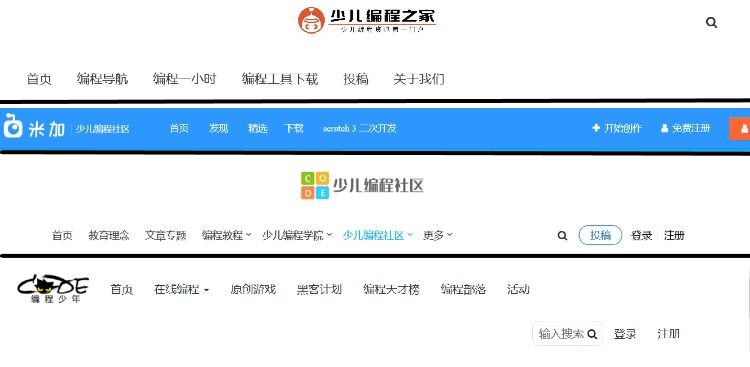 少儿编程之家
少儿编程资讯第一门户
首页 编程导航 编程一小时 编程工具下载 投稿 关于我们
米加 少儿编程社区 首页 发现 精选 下载 scratch 3 二次开发 开始创作 免费注册
CODE 少儿编程社区
首页 教育理念 文章专题 编程教程 少儿编程学院 少儿编程社区 更多 投稿 登录 注册
CODE
编程少年
首页 在线编程 原创游戏 黑客计划 编程天才榜 编程部落 活动
输入搜索 登录 注册